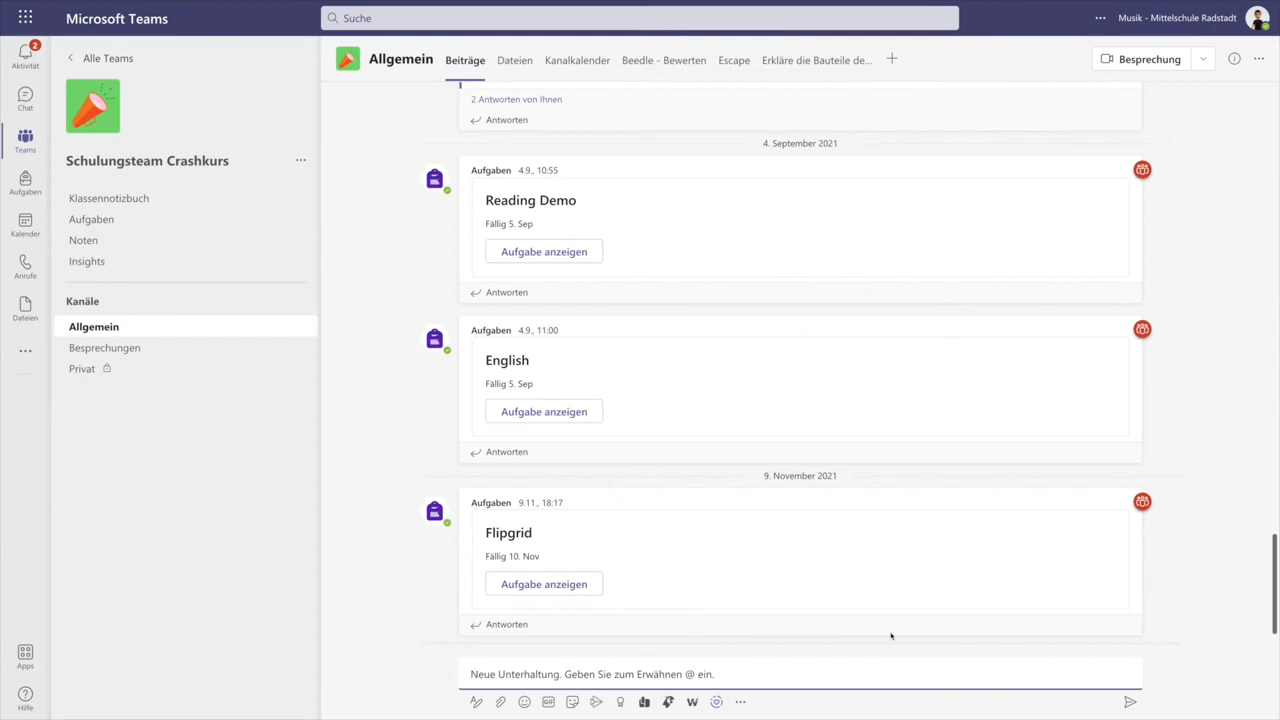 Microsoft Teams
Suche
Musik - Mittelschule Radstadt
2
Aktivität
Chat
Teams
Aufgaben
Kalender
Anrufe
Dateien
Apps
Hilfe
Alle Teams
Schulungsteam Crashkurs
Klassennotizbuch
Aufgaben
Noten
Insights
Kanäle
Allgemein
Besprechungen
Privat
Allgemein
Beiträge
Dateien
Kanalkalender
Beedle - Bewerten
Escape
Erkläre die Bauteile de...
Besprechung
2 Antworten von Ihnen
Antworten
4. September 2021
Aufgaben 4.9., 10:55
Reading Demo
Fällig 5. Sep
Aufgabe anzeigen
Antworten
Aufgaben 4.9., 11:00
English
Fällig 5. Sep
Aufgabe anzeigen
Antworten
9. November 2021
Aufgaben 9.11., 18:17
Flipgrid
Fällig 10. Nov
Aufgabe anzeigen
Antworten
Neue Unterhaltung. Geben Sie zum Erwähnen @ ein.
GIF
W